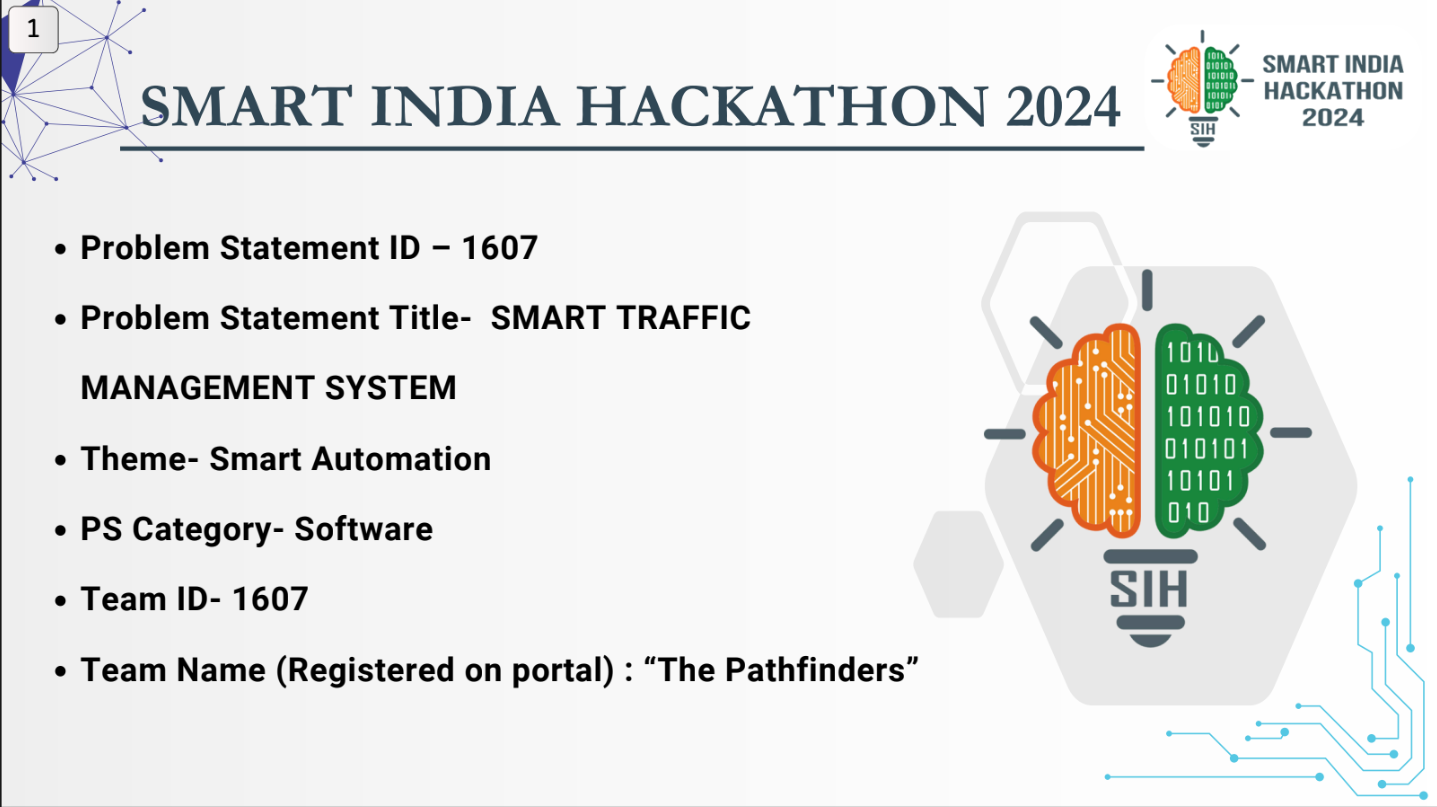 1
SMART INDIA HACKATHON 2024
SIH
SMART INDIA
HACKATHON
2024
• Problem Statement ID – 1607
• Problem Statement Title- SMART TRAFFIC
MANAGEMENT SYSTEM
• Theme- Smart Automation
• PS Category- Software
• Team ID- 1607
• Team Name (Registered on portal) : “The Pathfinders”
1010
01010
101010
010101
10101
010
SIH